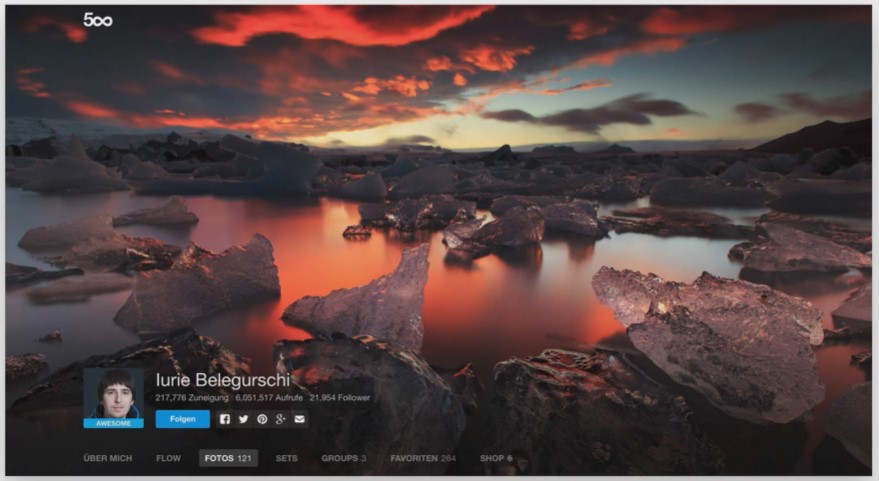 500
Iurie Belegurschi
217,776 Zuneigung 6,051,517 Aufrufe 21,954 Follower
AWESOME
Folgen
ÜBER MICH FLOW FOTOS 121 SETS GROUPS 3 FAVORITEN 264 SHOP 6